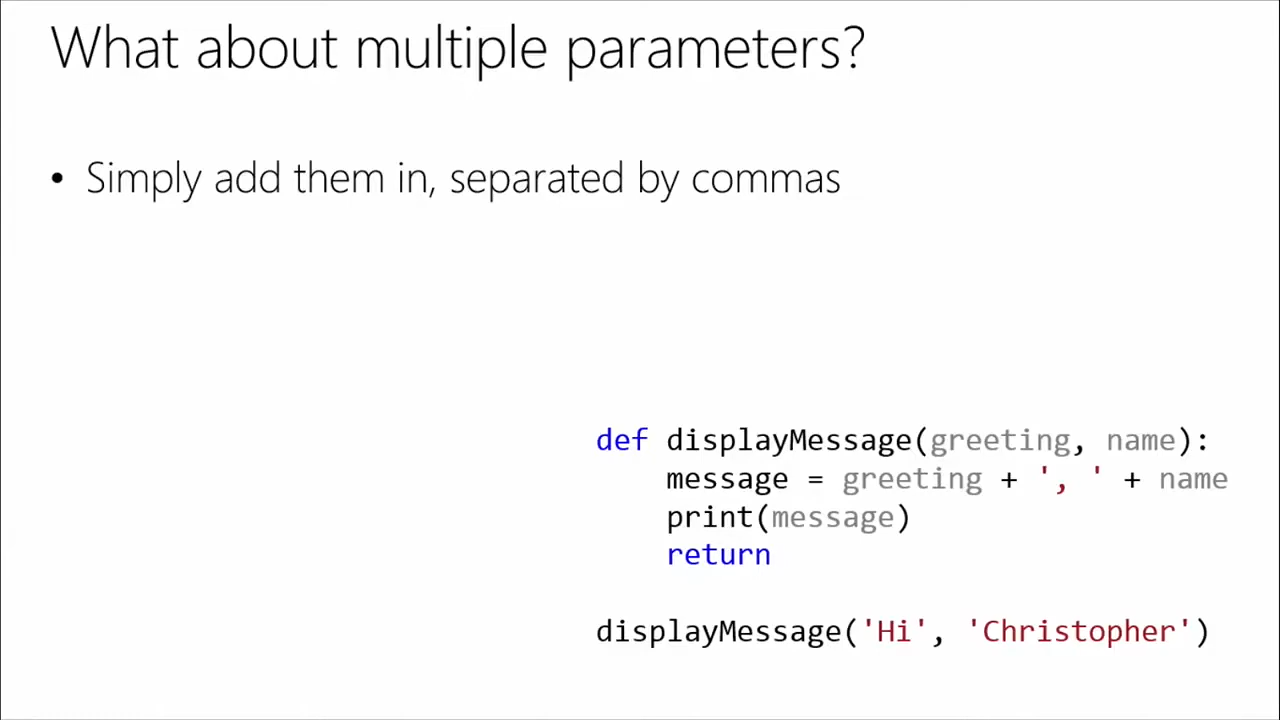 What about multiple parameters?
• Simply add them in, separated by commas
def displayMessage(greeting, name):
    message = greeting + ', ' + name
    print(message)
    return
displayMessage('Hi', 'Christopher')